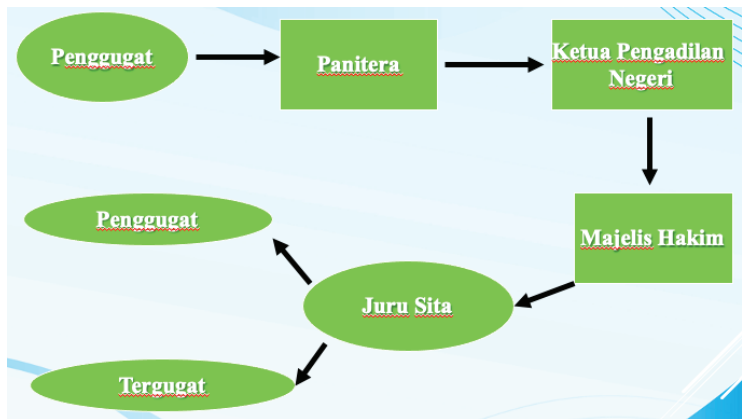 Penggugat
Panitera
Ketua Pengadilan
Negeri
Majelis Hakim
Juru Sita
Penggugat
Tergugat